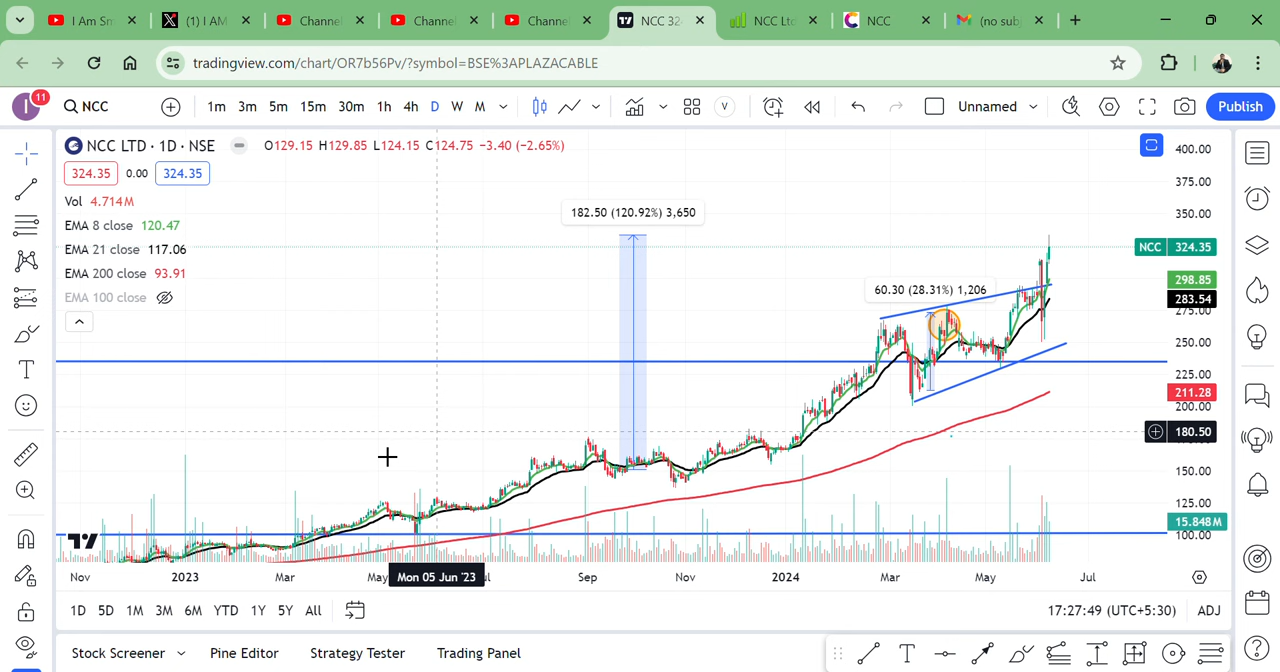 I Am Sm
(1) I AM
Channel
Channel
Channel
NCC 324
NCC Ltd
NCC
(no sub
tradingview.com/chart/OR7b56Pv/?symbol=BSE%3APLAZACABLE
I 11 NCC 1m 3m 5m 15m 30m 1h 4h D W M V Unnamed Publish
NCC LTD · 1D · NSE O129.15 H129.85 L124.15 C124.75 −3.40 (−2.65%)
324.35 0.00 324.35
Vol 4.714M
EMA 8 close 120.47
EMA 21 close 117.06
EMA 200 close 93.91
EMA 100 close
182.50 (120.92%) 3,650
60.30 (28.31%) 1,206
400.00
375.00
350.00
NCC 324.35
298.85
283.54
275.00
250.00
225.00
211.28
200.00
180.50
150.00
125.00
15.848M
100.00
Nov 2023 Mar May Mon 05 Jun '23 ul Sep Nov 2024 Mar May Jul
1D 5D 1M 3M 6M YTD 1Y 5Y All 17:27:49 (UTC+5:30) ADJ
Stock Screener Pine Editor Strategy Tester Trading Panel